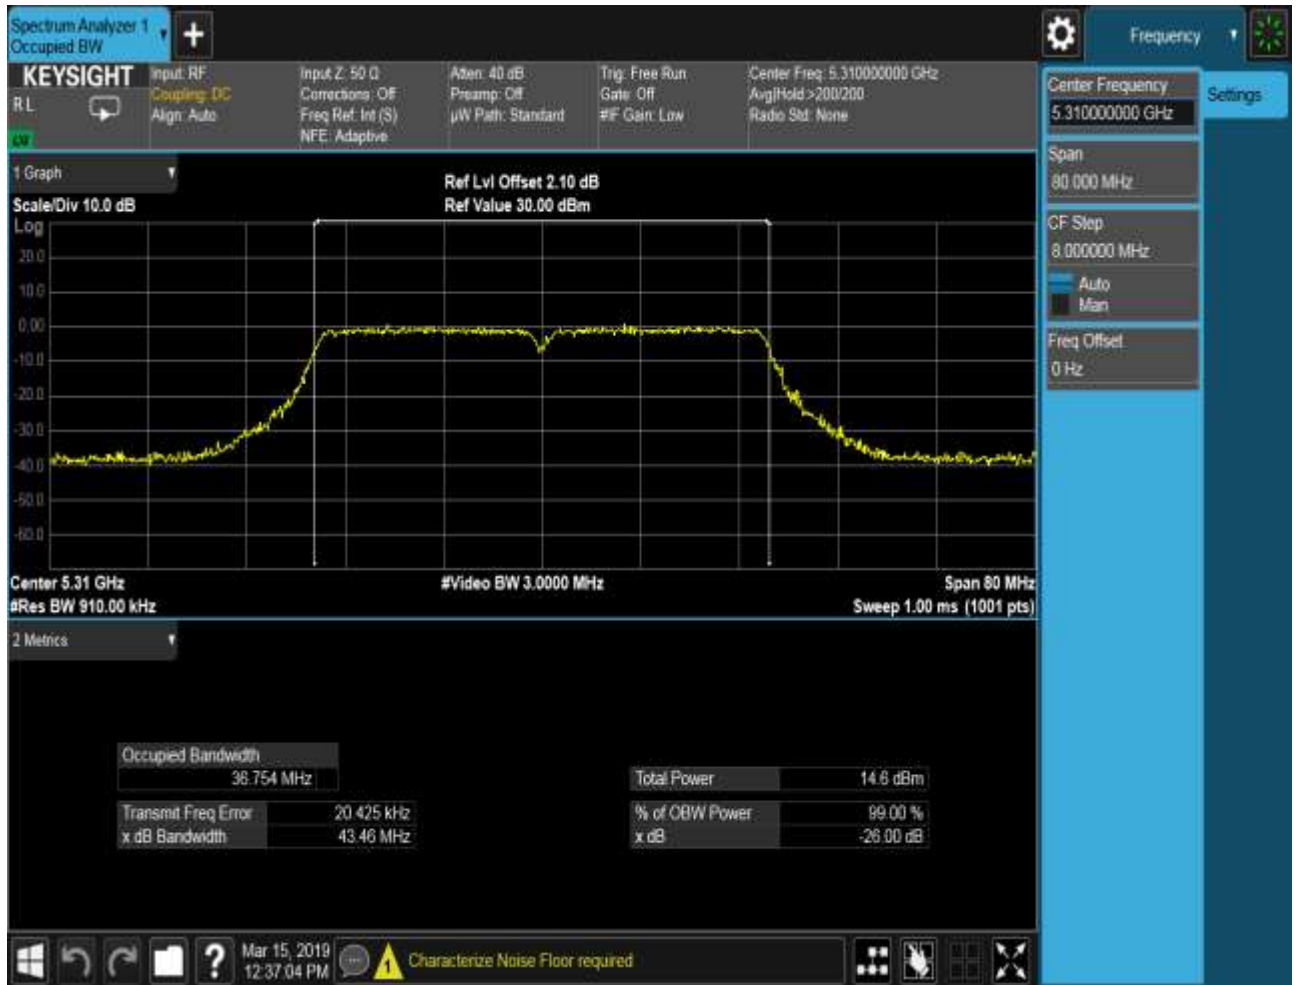 Spectrum Analyzer 1
Occupied BW
+
Frequency
KEYSIGHT
R L
LXI
Input: RF
Coupling: DC
Align: Auto
Input Z: 50 Ω
Corrections: Off
Freq Ref: Int (S)
NFE: Adaptive
Atten: 40 dB
Preamp: Off
µW Path: Standard
Trig: Free Run
Gate: Off
#IF Gain: Low
Center Freq: 5.310000000 GHz
Avg|Hold:>200/200
Radio Std: None
Center Frequency
5.310000000 GHz
Settings
Span
80.000 MHz
CF Step
8.000000 MHz
Auto
Man
Freq Offset
0 Hz
1 Graph
Scale/Div 10.0 dB
Ref Lvl Offset 2.10 dB
Ref Value 30.00 dBm
Log
20.0
10.0
0.00
-10.0
-20.0
-30.0
-40.0
-50.0
-60.0
Center 5.31 GHz
#Video BW 3.0000 MHz
Span 80 MHz
#Res BW 910.00 kHz
Sweep 1.00 ms (1001 pts)
2 Metrics
Occupied Bandwidth
36.754 MHz
Total Power 14.6 dBm
Transmit Freq Error 20.425 kHz
% of OBW Power 99.00 %
x dB Bandwidth 43.46 MHz
x dB -26.00 dB
?
Mar 15, 2019
12:37:04 PM
1
Characterize Noise Floor required